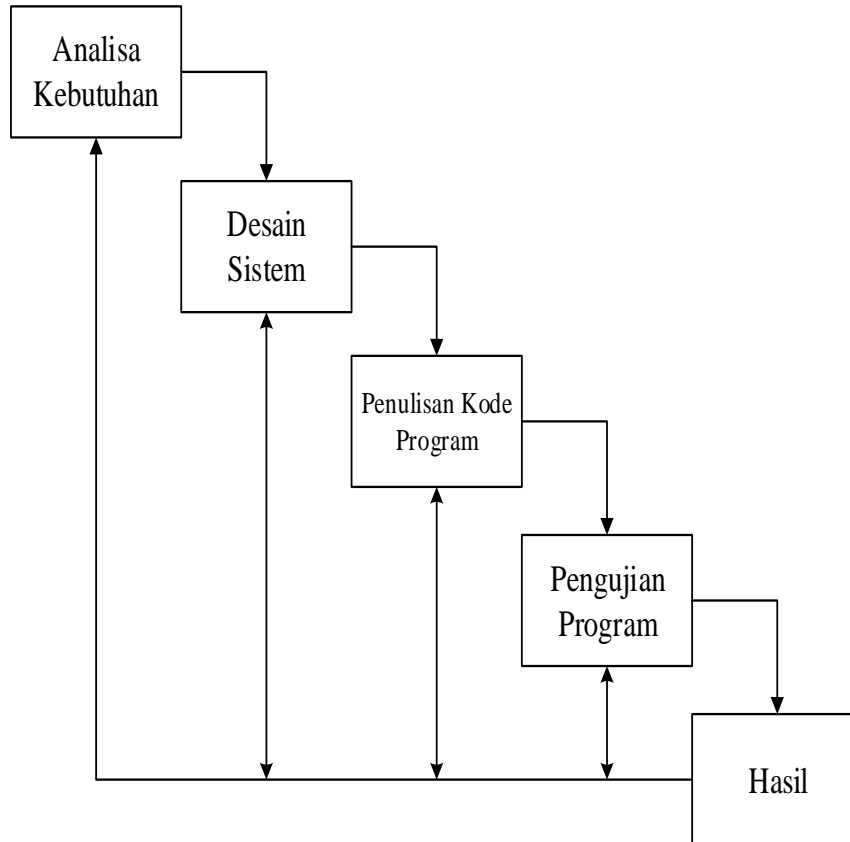 Analisa
Kebutuhan
Desain
Sistem
Penulisan Kode
Program
Pengujian
Program
Hasil